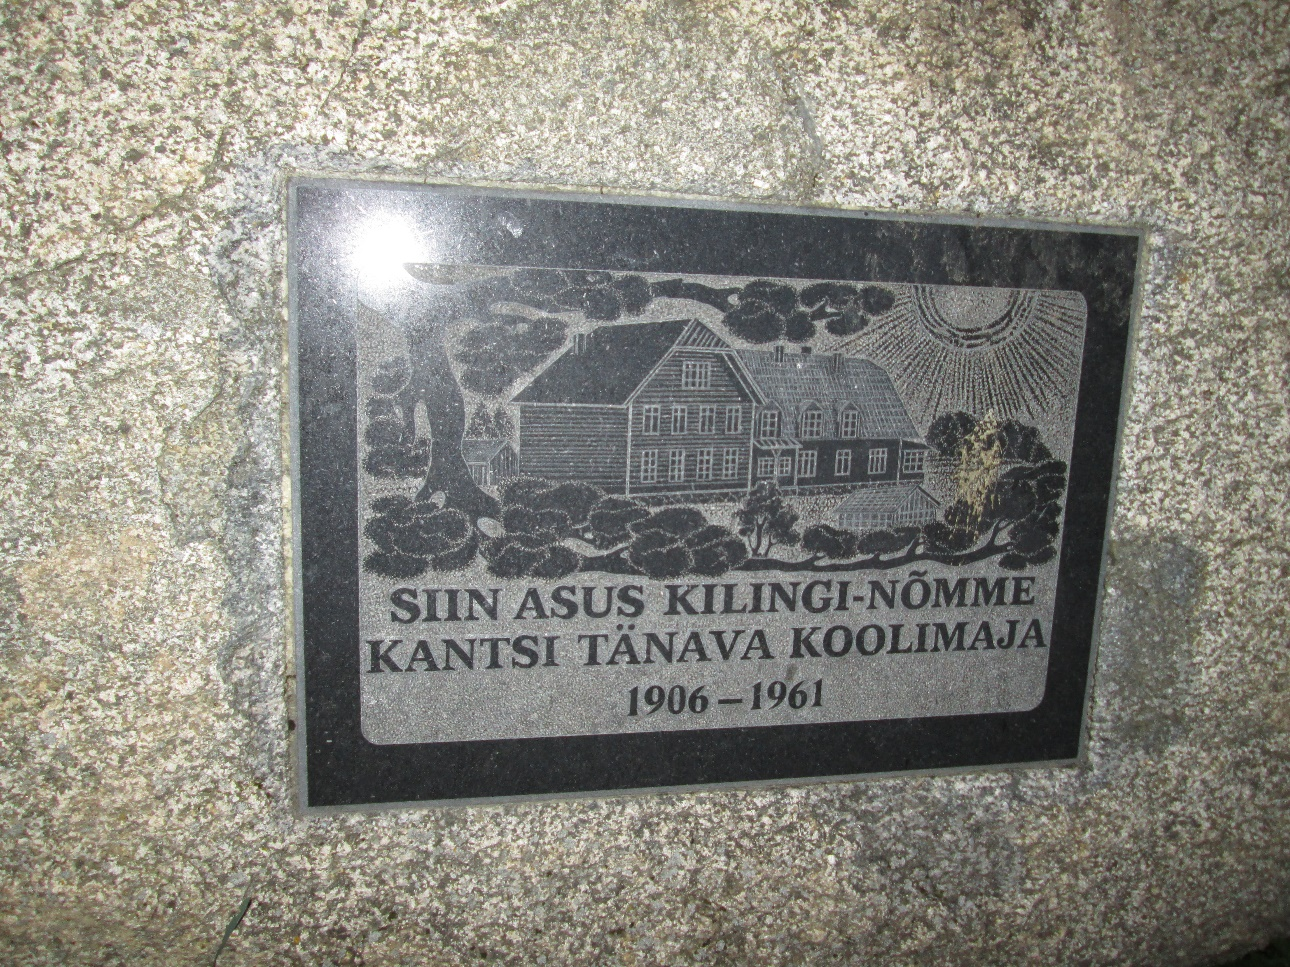 SIIN ASUS KILINGI-NÕMME
KANTSI TÄNAVA KOOLIMAJA
1906 – 1961